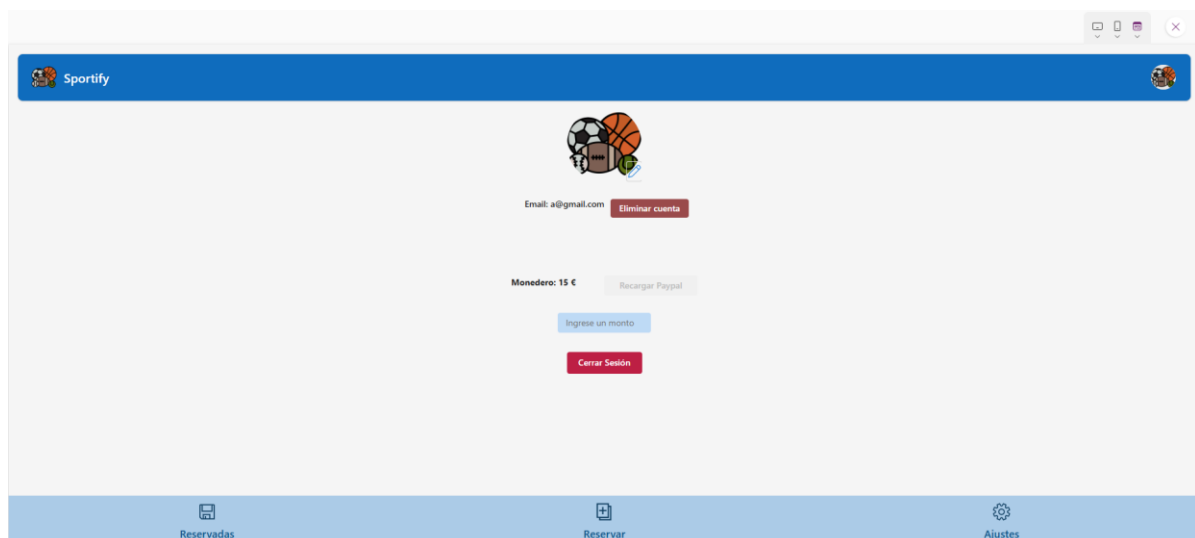 Sportify
Email: a@gmail.com Eliminar cuenta
Monedero: 15 € Recargar Paypal
Ingrese un monto
Cerrar Sesión
Reservadas Reservar Ajustes